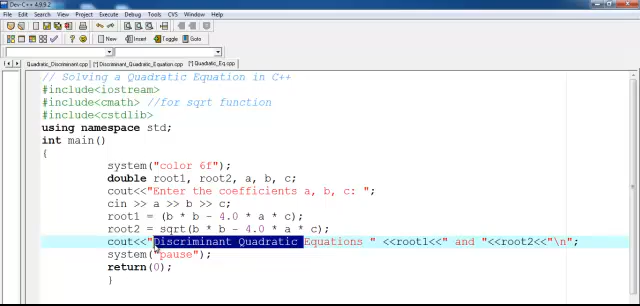 Dev-C++ 4.9.9.2
File Edit Search View Project Execute Debug Tools CVS Window Help
New Insert Toggle Goto
Quadratic_Discriminant.cpp [*] Discriminant_Quadratic_Equation.cpp [*] Quadratic_Eq.cpp
// Solving a Quadratic Equation in C++
#include<iostream>
#include<cmath> //for sqrt function
#include<cstdlib>
using namespace std;
int main()
{
system("color 6f");
double root1, root2, a, b, c;
cout<<"Enter the coefficients a, b, c: ";
cin >> a >> b >> c;
root1 = (b * b - 4.0 * a * c);
root2 = sqrt(b * b - 4.0 * a * c);
cout<<"Discriminant Quadratic Equations " <<root1<<" and "<<root2<<"\n";
system("pause");
return(0);
}